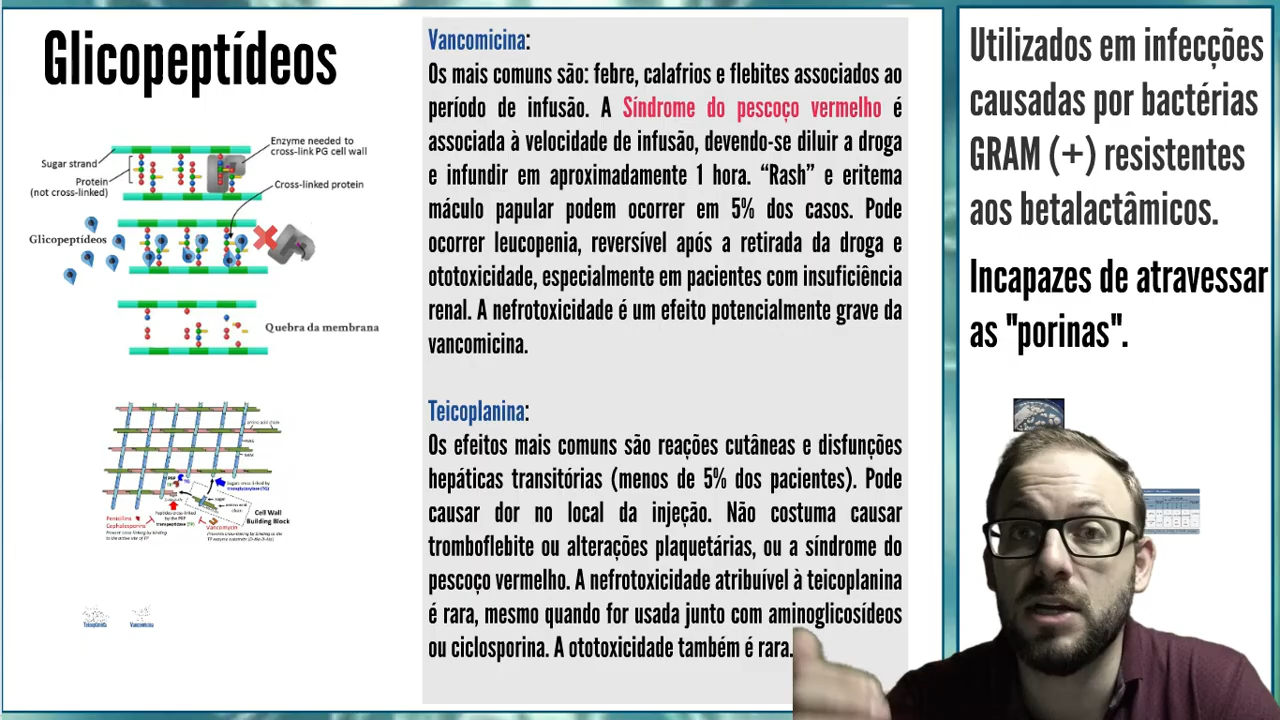 Glicopeptídeos
Enzyme needed to
cross-link PG cell wall
Sugar strand
Protein
(not cross-linked)
Cross-linked protein
Glicopeptídeos
Quebra da membrana
amino acid chain
Cell Wall
Building Block
Penicillins
Cephalosporins
Vancomycin
Teicoplanina
Vancomicina
Vancomicina:
Os mais comuns são: febre, calafrios e flebites associados ao
período de infusão. A Síndrome do pescoço vermelho é
associada à velocidade de infusão, devendo-se diluir a droga
e infundir em aproximadamente 1 hora. “Rash” e eritema
máculo papular podem ocorrer em 5% dos casos. Pode
ocorrer leucopenia, reversível após a retirada da droga e
ototoxicidade, especialmente em pacientes com insuficiência
renal. A nefrotoxicidade é um efeito potencialmente grave da
vancomicina.
Teicoplanina:
Os efeitos mais comuns são reações cutâneas e disfunções
hepáticas transitórias (menos de 5% dos pacientes). Pode
causar dor no local da injeção. Não costuma causar
tromboflebite ou alterações plaquetárias, ou a síndrome do
pescoço vermelho. A nefrotoxicidade atribuível à teicoplanina
é rara, mesmo quando for usada junto com aminoglicosídeos
ou ciclosporina. A ototoxicidade também é rara.
Utilizados em infecções
causadas por bactérias
GRAM (+) resistentes
aos betalactâmicos.
Incapazes de atravessar
as "porinas".